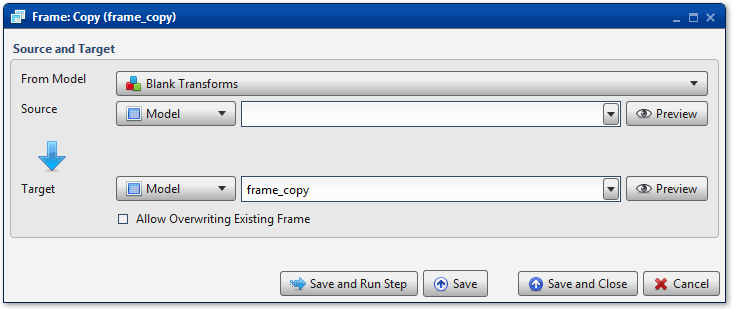 Frame: Copy (frame_copy)
Source and Target
From Model Blank Transforms
Source Model Preview
Target Model frame_copy Preview
Allow Overwriting Existing Frame
Save and Run Step Save Save and Close Cancel